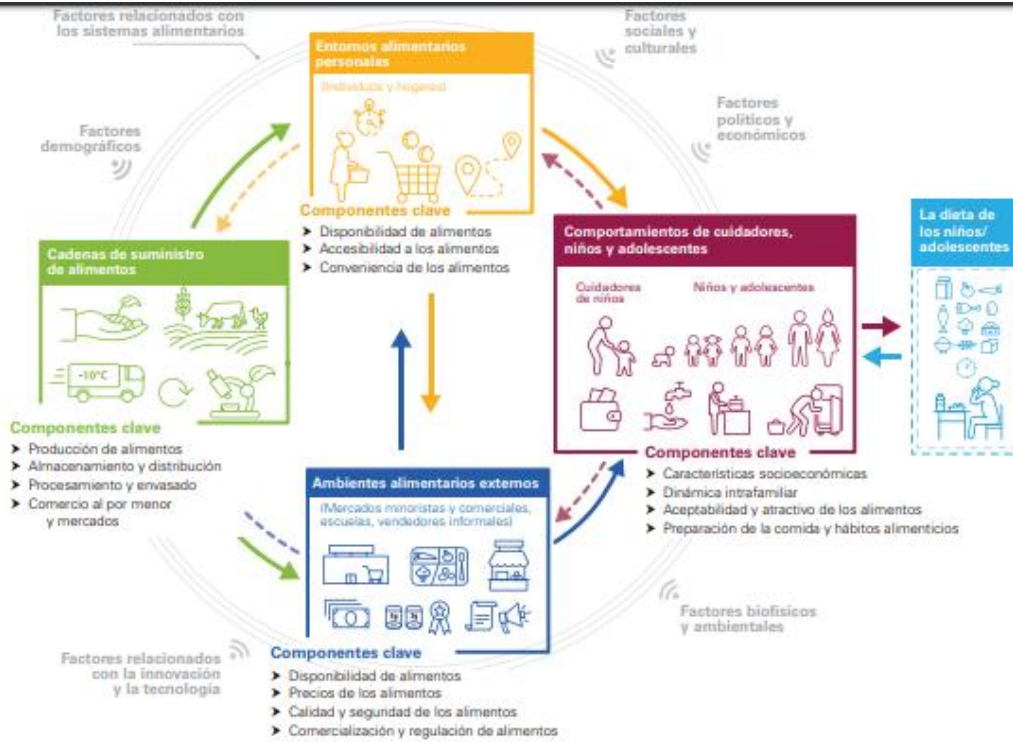 Factores relacionados con
los sistemas alimentarios
Factores
sociales y
culturales
Factores
demográficos
Factores
políticos y
económicos
Entornos alimentarios
personales
(Individuos y hogares)
Componentes clave
➤ Disponibilidad de alimentos
➤ Accesibilidad a los alimentos
➤ Conveniencia de los alimentos
Cadenas de suministro
de alimentos
-10°C
Componentes clave
➤ Producción de alimentos
➤ Almacenamiento y distribución
➤ Procesamiento y envasado
➤ Comercio al por menor
y mercados
Comportamientos de cuidadores,
niños y adolescentes
Cuidadores
de niños
Niños y adolescentes
Componentes clave
➤ Características socioeconómicas
➤ Dinámica intrafamiliar
➤ Aceptabilidad y atractivo de los alimentos
➤ Preparación de la comida y hábitos alimenticios
La dieta de
los niños/
adolescentes
Ambientes alimentarios externos
(Mercados minoristas y comerciales,
escuelas, vendedores informales)
Componentes clave
➤ Disponibilidad de alimentos
➤ Precios de los alimentos
➤ Calidad y seguridad de los alimentos
➤ Comercialización y regulación de alimentos
Factores biofísicos
y ambientales
Factores relacionados
con la innovación
y la tecnología